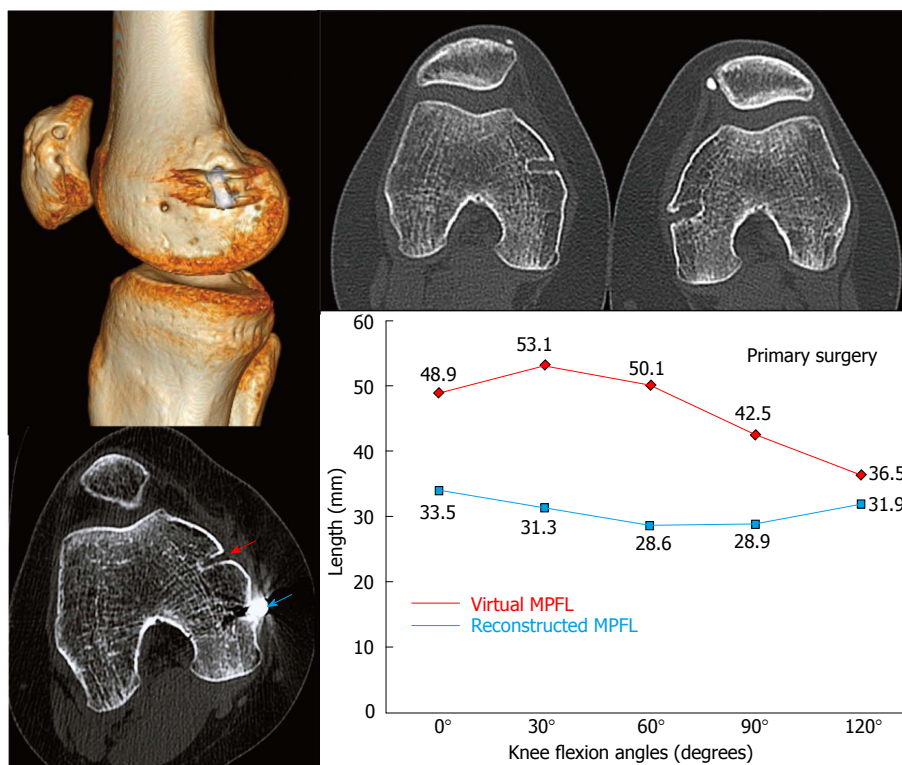 60
50
40
30
20
10
0
Length (mm)
Primary surgery
48.9
53.1
50.1
42.5
36.5
33.5
31.3
28.6
28.9
31.9
Virtual MPFL
Reconstructed MPFL
0° 30° 60° 90° 120°
Knee flexion angles (degrees)